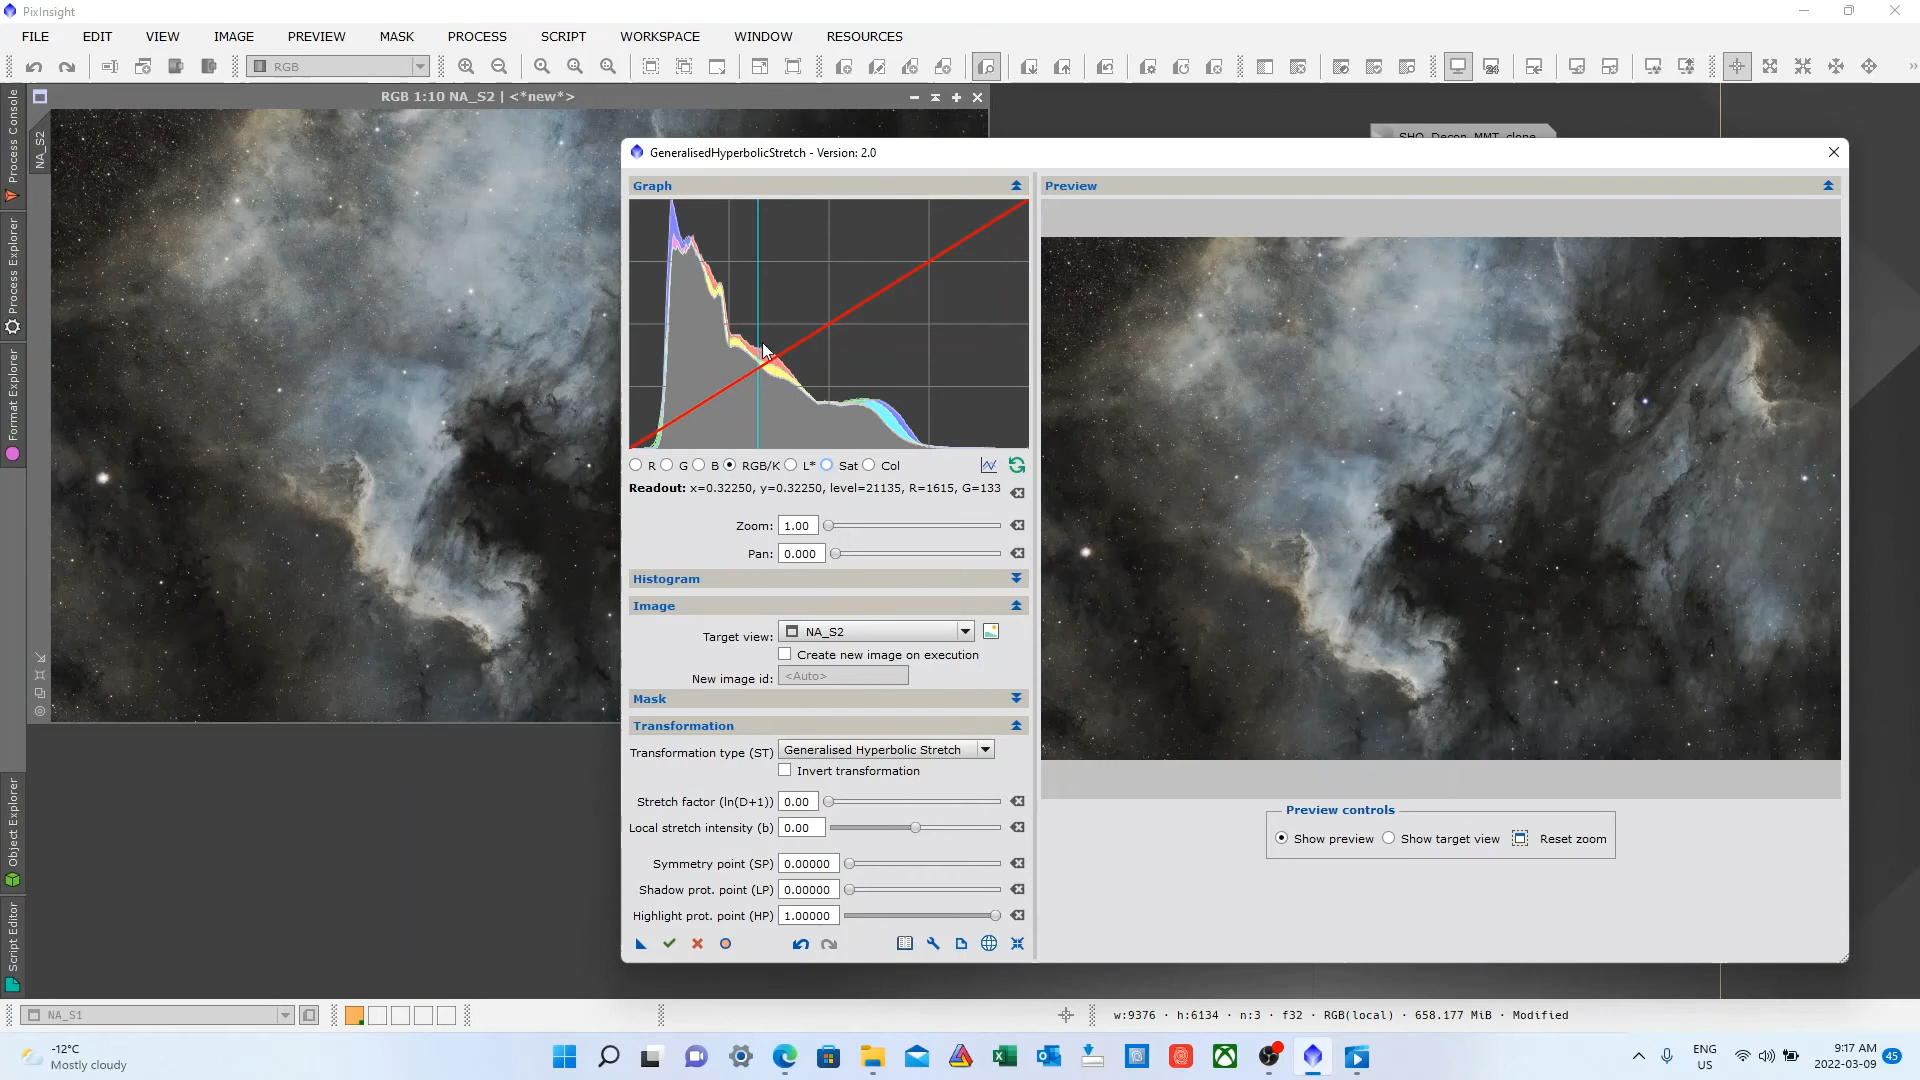 PixInsight
FILE EDIT VIEW IMAGE PREVIEW MASK PROCESS SCRIPT WORKSPACE WINDOW RESOURCES
RGB
RGB 1:10 NA_S2 | <*new*>
NA_S2
Process Console
Process Explorer
Format Explorer
Object Explorer
Script Editor
SHO_Decon_MMT_clone
GeneralisedHyperbolicStretch - Version: 2.0
Graph
R G B RGB/K L* Sat Col
Readout: x=0.32250, y=0.32250, level=21135, R=1615, G=133
Zoom: 1.00
Pan: 0.000
Histogram
Image
Target view: NA_S2
Create new image on execution
New image id: <Auto>
Mask
Transformation
Transformation type (ST) Generalised Hyperbolic Stretch
Invert transformation
Stretch factor (ln(D+1)) 0.00
Local stretch intensity (b) 0.00
Symmetry point (SP) 0.00000
Shadow prot. point (LP) 0.00000
Highlight prot. point (HP) 1.00000
Preview
Preview controls
Show preview Show target view Reset zoom
NA_S1
w:9376 · h:6134 · n:3 · f32 · RGB(local) · 658.177 MiB · Modified
-12°C
Mostly cloudy
ENG
US
9:17 AM
2022-03-09
45